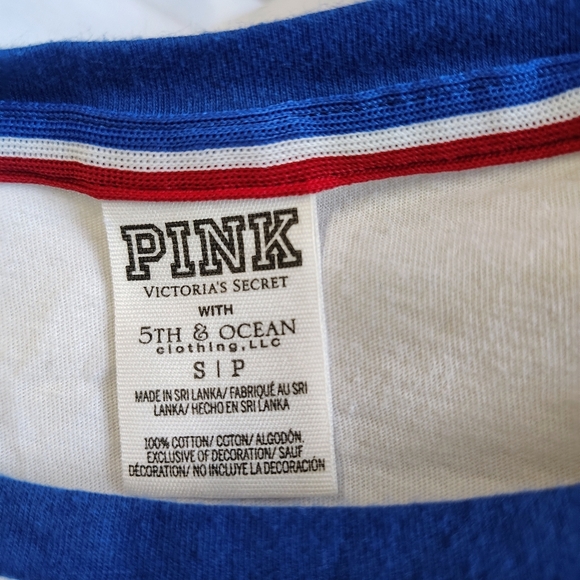 PINK
VICTORIA'S SECRET
WITH
5TH & OCEAN
clothing, LLC
S | P
MADE IN SRI LANKA/ FABRIQUÉ AU SRI
LANKA/ HECHO EN SRI LANKA
100% COTTON/ COTON/ ALGODÓN.
EXCLUSIVE OF DECORATION/ SAUF
DÉCORATION/ NO INCLUYE LA DECORACIÓN